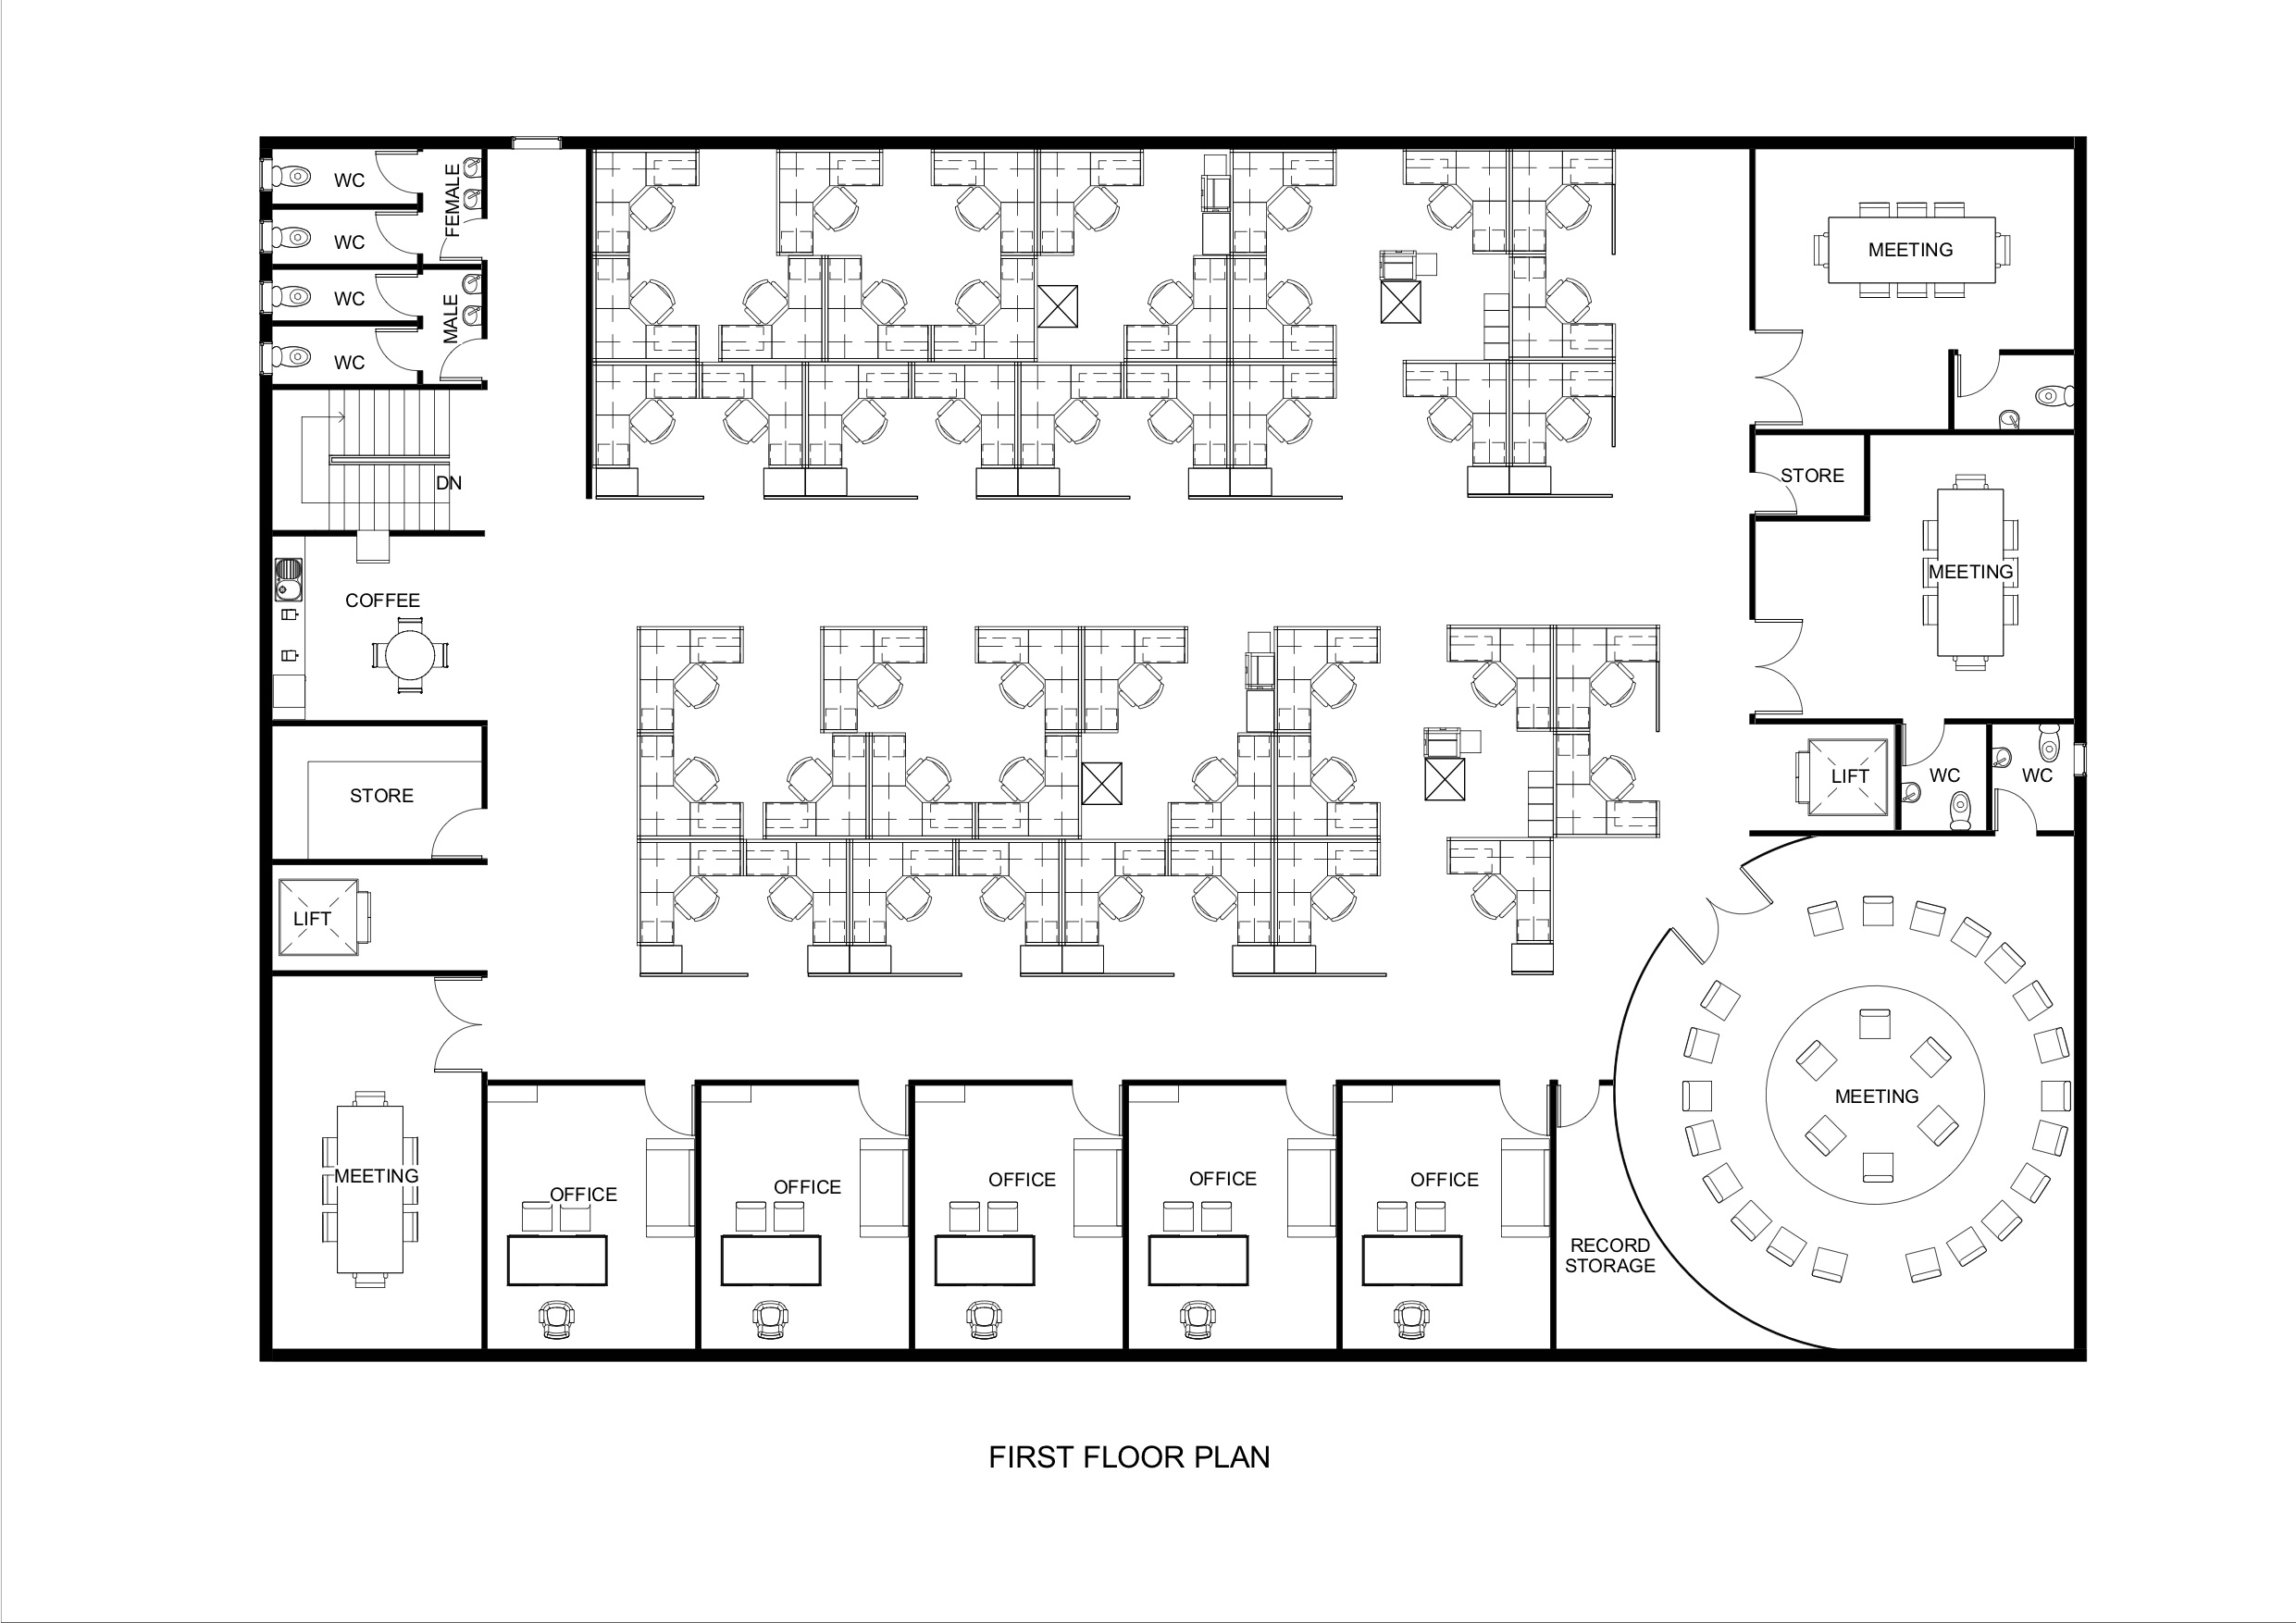 WC
FEMALE
WC
WC
MALE
WC
DN
COFFEE
STORE
LIFT
MEETING
OFFICE
OFFICE
OFFICE
OFFICE
OFFICE
RECORD
STORAGE
MEETING
STORE
MEETING
LIFT
WC
WC
MEETING
FIRST FLOOR PLAN